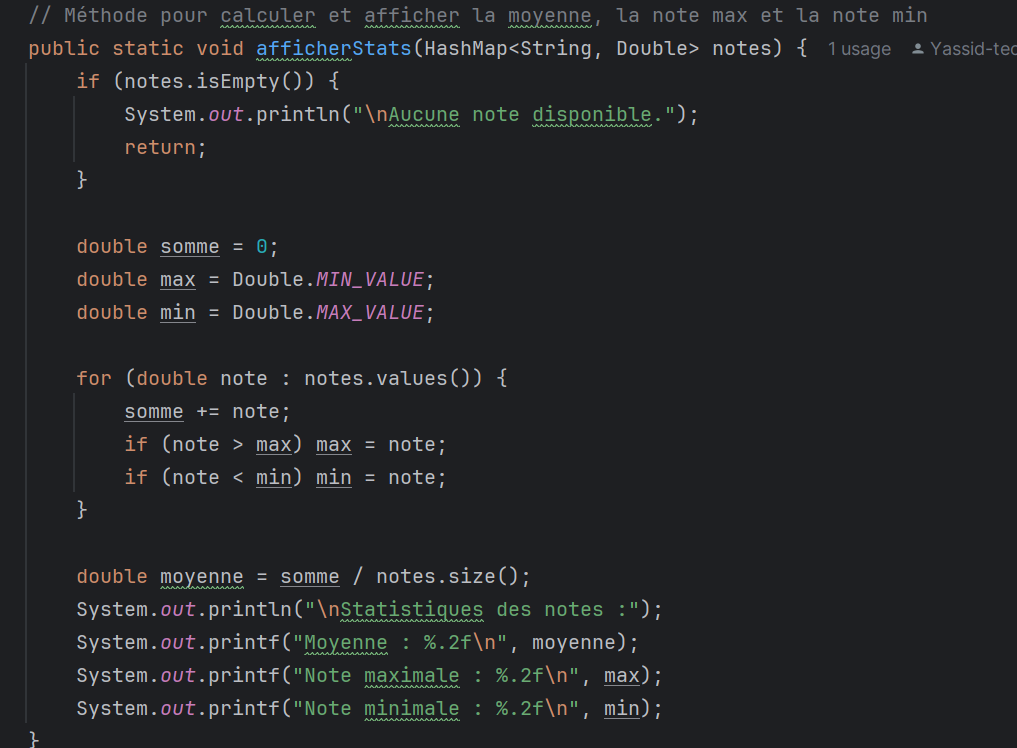 // Méthode pour calculer et afficher la moyenne, la note max et la note min
public static void afficherStats(HashMap<String, Double> notes) { 1 usage
if (notes.isEmpty()) {
System.out.println("\nAucune note disponible.");
return;
}
double somme = 0;
double max = Double.MIN_VALUE;
double min = Double.MAX_VALUE;
for (double note : notes.values()) {
somme += note;
if (note > max) max = note;
if (note < min) min = note;
}
double moyenne = somme / notes.size();
System.out.println("\nStatistiques des notes :");
System.out.printf("Moyenne : %.2f\n", moyenne);
System.out.printf("Note maximale : %.2f\n", max);
System.out.printf("Note minimale : %.2f\n", min);
}